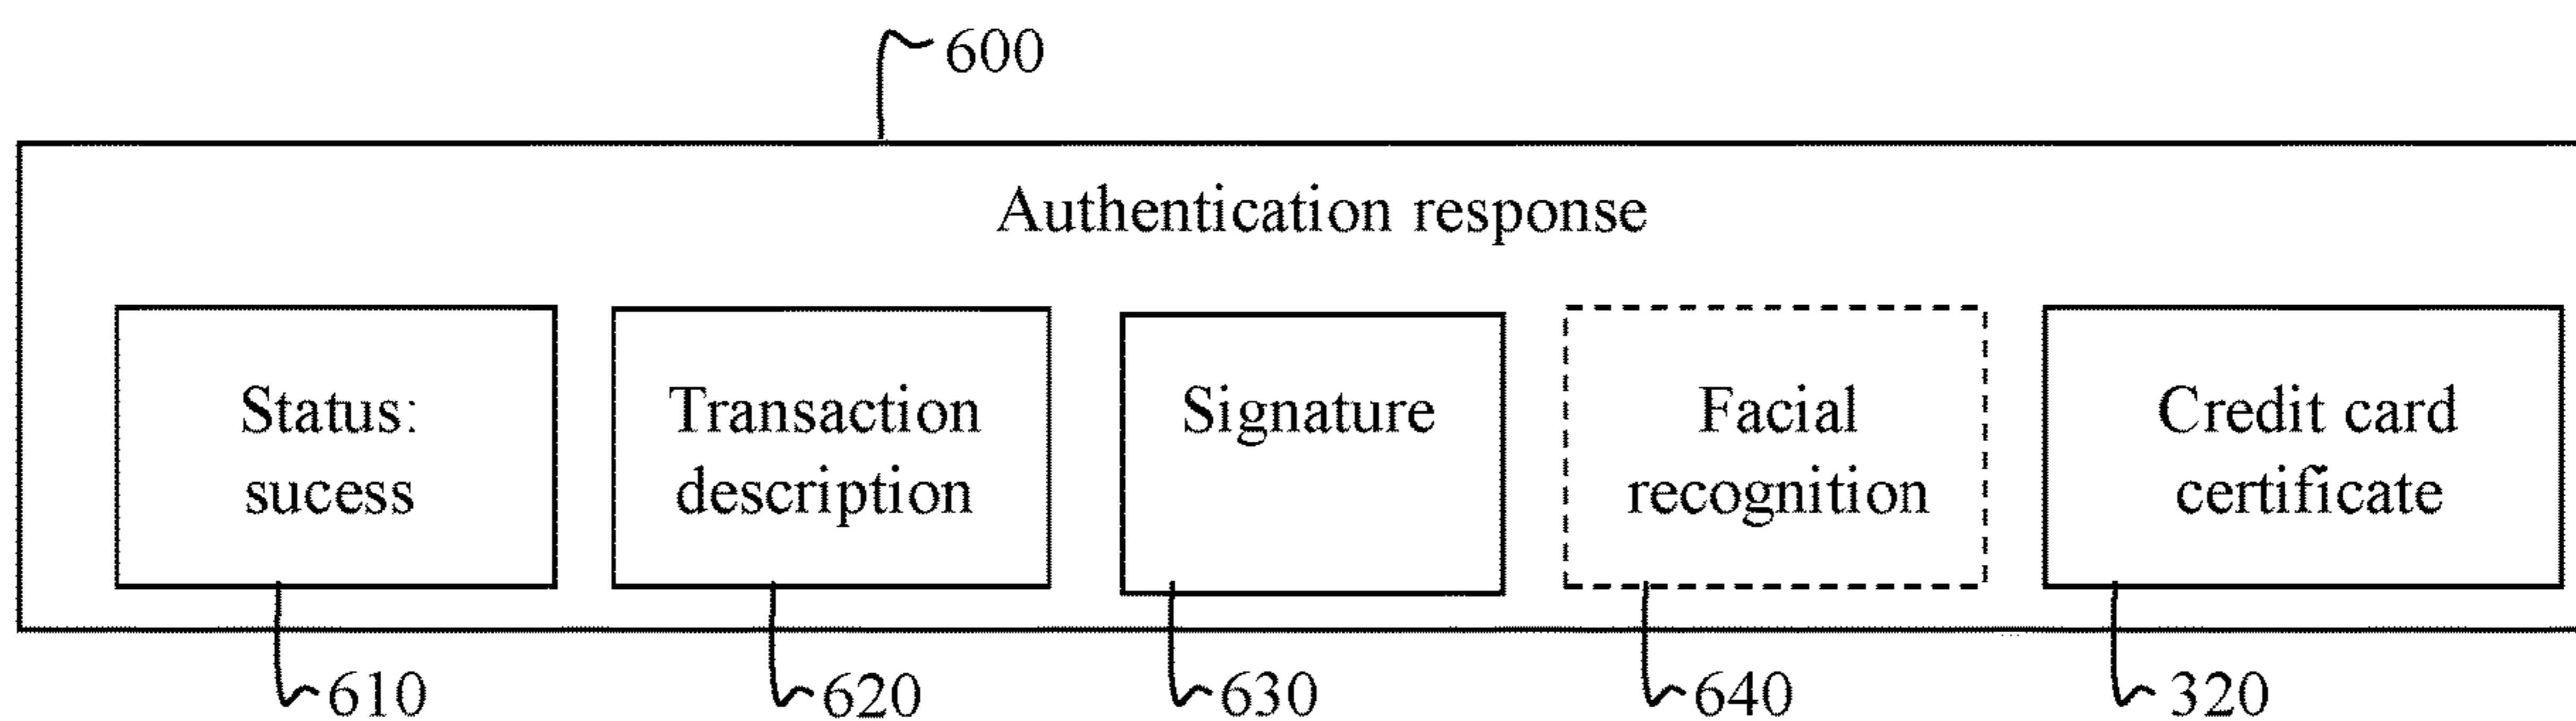 600
Authentication response
Status:
sucess
Transaction
description
Signature
Facial
recognition
Credit card
certificate
610
620
630
640
320